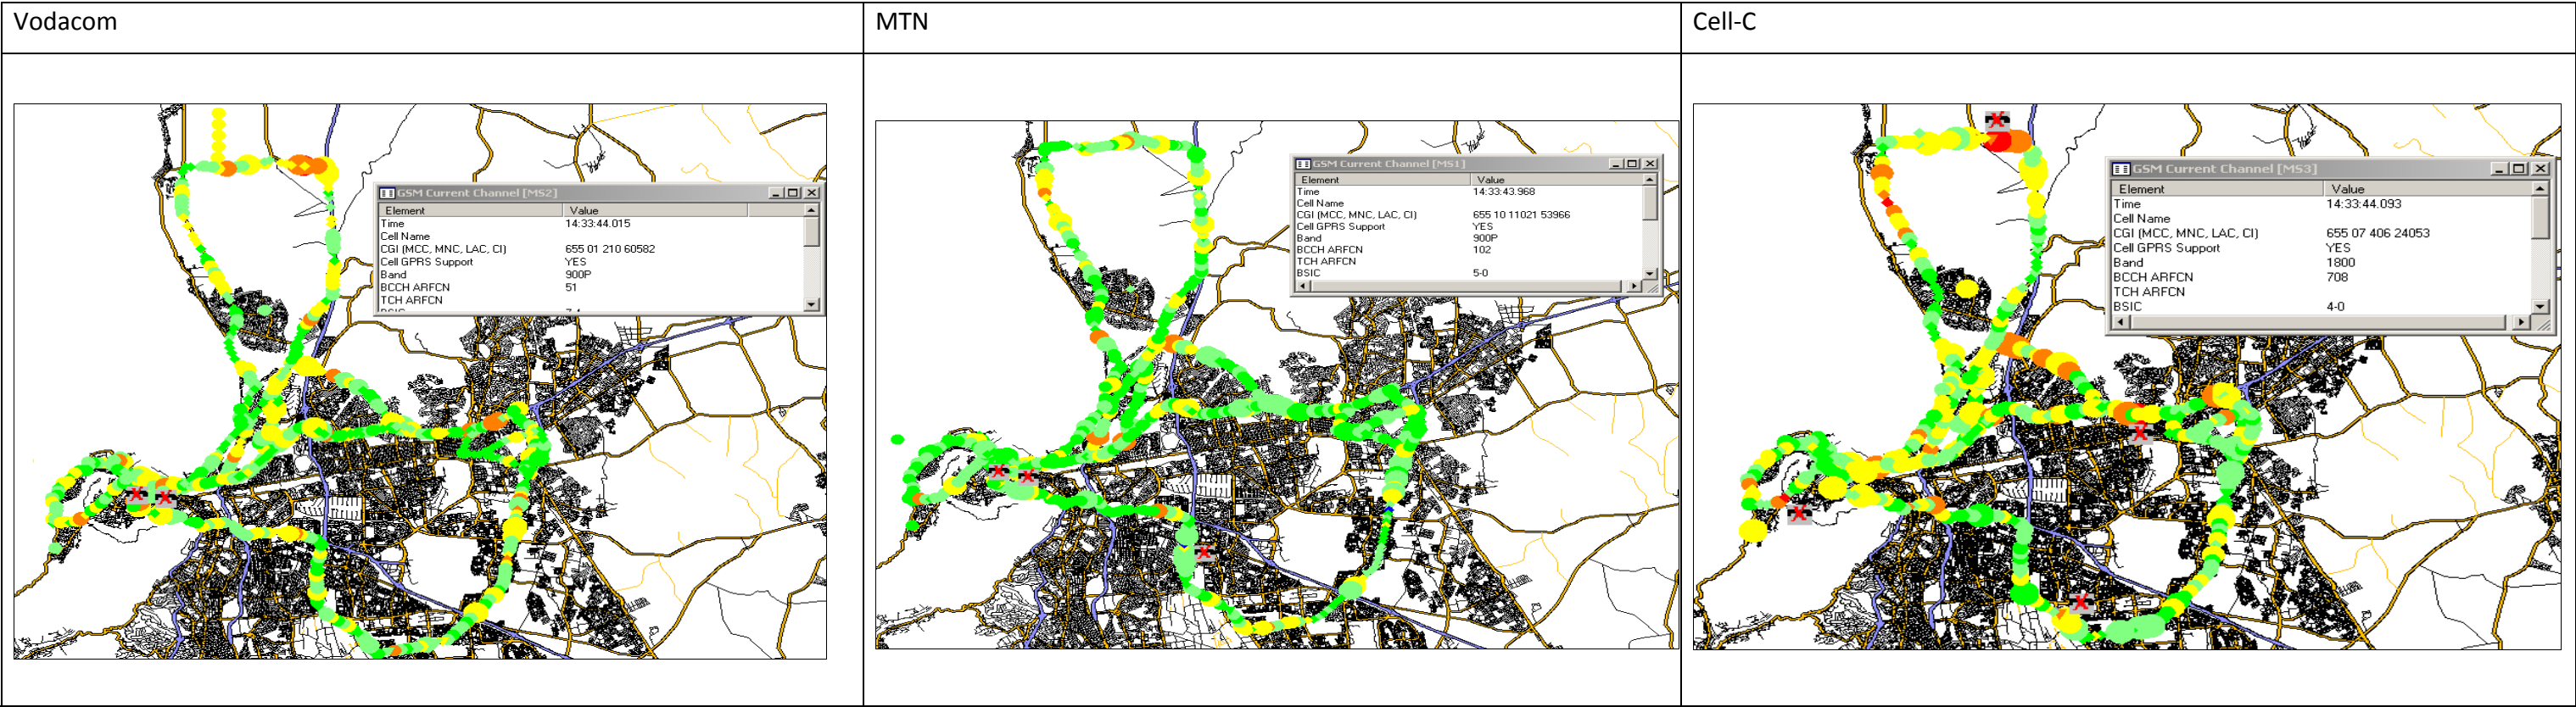 Vodacom
MTN
Cell-C
GSM Current Channel [MS2]
Element Value
Time 14:33:44.015
Cell Name
CGI (MCC, MNC, LAC, CI) 655 01 210 60582
Cell GPRS Support YES
Band 900P
BCCH ARFCN 51
TCH ARFCN
GSM Current Channel [MS1]
Element Value
Time 14:33:43.968
Cell Name
CGI (MCC, MNC, LAC, CI) 655 10 11021 53966
Cell GPRS Support YES
Band 900P
BCCH ARFCN 102
TCH ARFCN
BSIC 5-0
GSM Current Channel [MS3]
Element Value
Time 14:33:44.093
Cell Name
CGI (MCC, MNC, LAC, CI) 655 07 406 24053
Cell GPRS Support YES
Band 1800
BCCH ARFCN 708
TCH ARFCN
BSIC 4-0